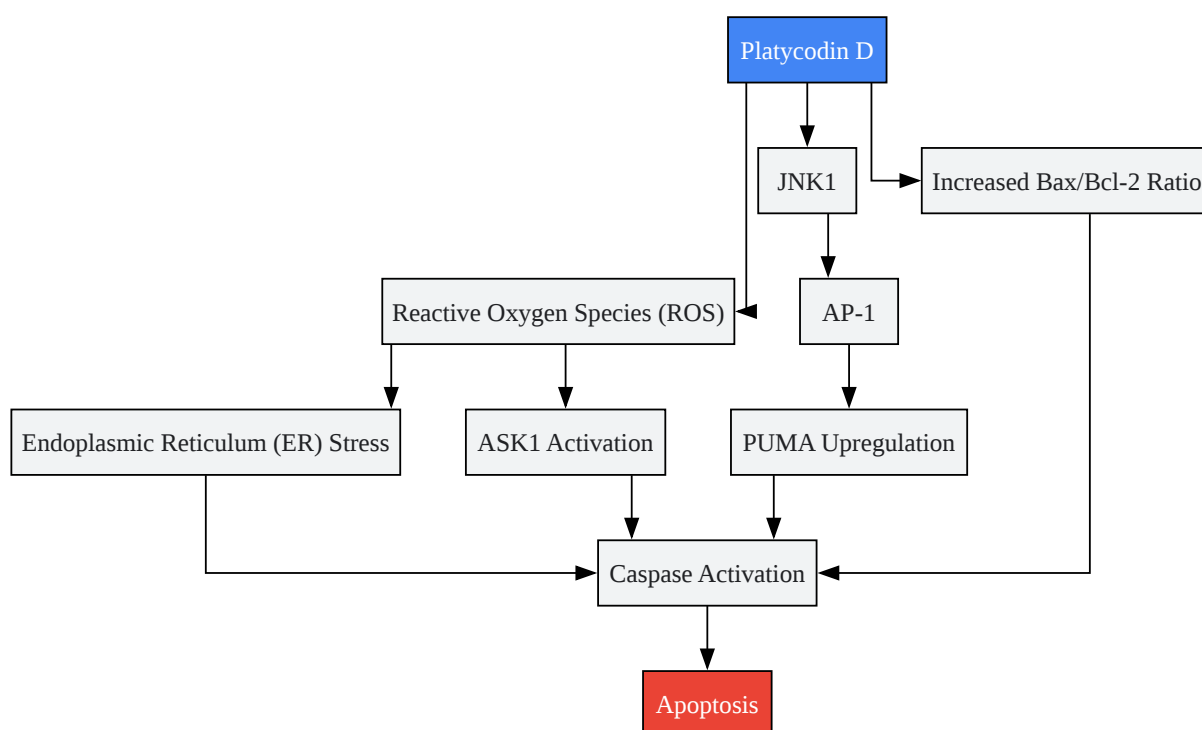 Platycodin D
JNK1
Increased Bax/Bcl-2 Ratio
Reactive Oxygen Species (ROS)
AP-1
Endoplasmic Reticulum (ER) Stress
ASK1 Activation
PUMA Upregulation
Caspase Activation
Apoptosis